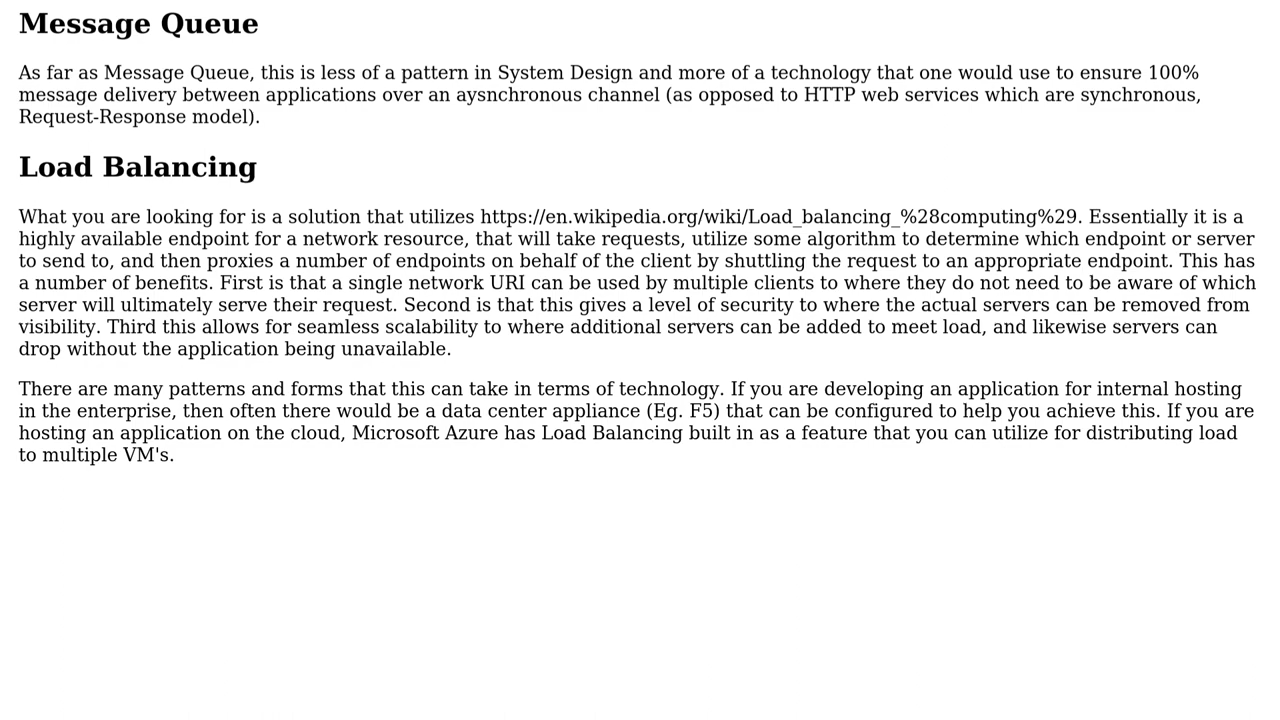 Message Queue
As far as Message Queue, this is less of a pattern in System Design and more of a technology that one would use to ensure 100%
message delivery between applications over an aysnchronous channel (as opposed to HTTP web services which are synchronous,
Request-Response model).
Load Balancing
What you are looking for is a solution that utilizes https://en.wikipedia.org/wiki/Load_balancing_%28computing%29. Essentially it is a
highly available endpoint for a network resource, that will take requests, utilize some algorithm to determine which endpoint or server
to send to, and then proxies a number of endpoints on behalf of the client by shuttling the request to an appropriate endpoint. This has
a number of benefits. First is that a single network URI can be used by multiple clients to where they do not need to be aware of which
server will ultimately serve their request. Second is that this gives a level of security to where the actual servers can be removed from
visibility. Third this allows for seamless scalability to where additional servers can be added to meet load, and likewise servers can
drop without the application being unavailable.
There are many patterns and forms that this can take in terms of technology. If you are developing an application for internal hosting
in the enterprise, then often there would be a data center appliance (Eg. F5) that can be configured to help you achieve this. If you are
hosting an application on the cloud, Microsoft Azure has Load Balancing built in as a feature that you can utilize for distributing load
to multiple VM's.